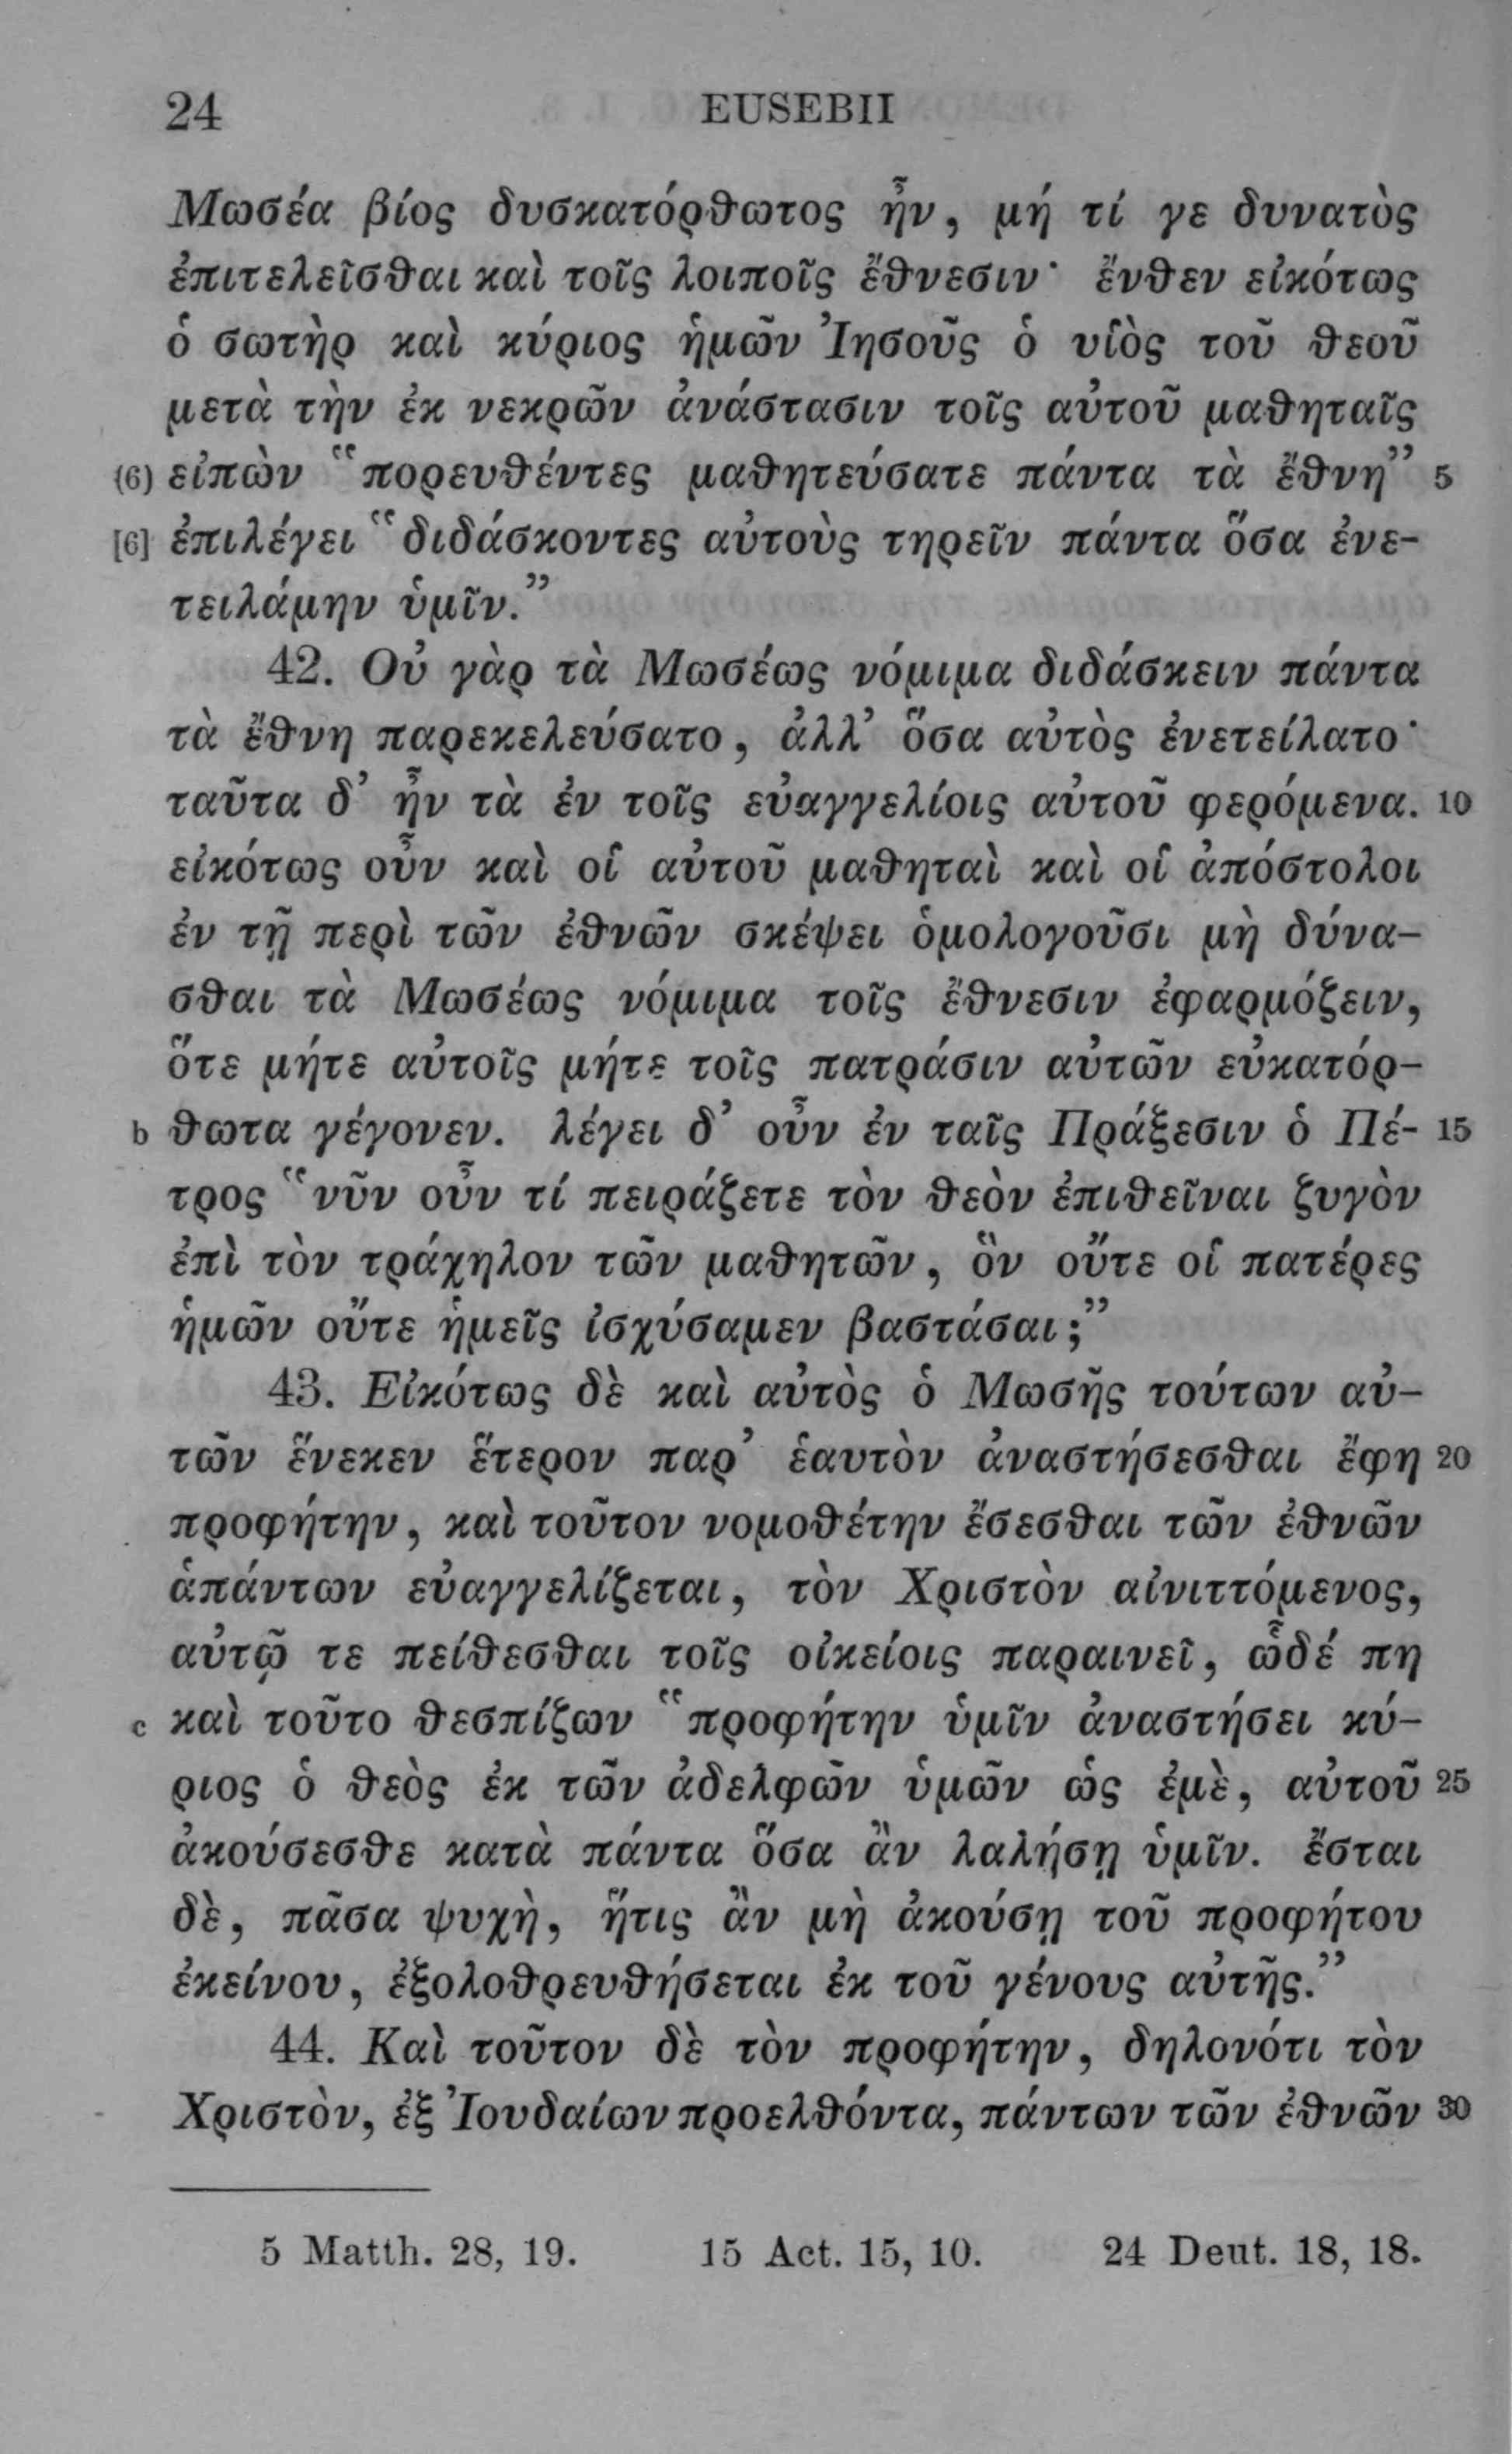 24 EUSEBII
Μωσέα βίος δυσκατόρθωτος ἦν, μή τί γε δυνατὸς
ἐπιτελεῖσθαι καὶ τοῖς λοιποῖς ἔθνεσιν· ἔνθεν εἰκότως
ὁ σωτὴρ καὶ κύριος ἡμῶν Ἰησοῦς ὁ υἱὸς τοῦ θεοῦ
μετὰ τὴν ἐκ νεκρῶν ἀνάστασιν τοῖς αὐτοῦ μαθηταῖς
(6) εἰπὼν “πορευθέντες μαθητεύσατε πάντα τὰ ἔθνη” 5
[6] ἐπιλέγει “διδάσκοντες αὐτοὺς τηρεῖν πάντα ὅσα ἐνε-
τειλάμην ὑμῖν.”
42. Οὐ γὰρ τὰ Μωσέως νόμιμα διδάσκειν πάντα
τὰ ἔθνη παρεκελεύσατο, ἀλλ’ ὅσα αὐτὸς ἐνετείλατο·
ταῦτα δ’ ἦν τὰ ἐν τοῖς εὐαγγελίοις αὐτοῦ φερόμενα. 10
εἰκότως οὖν καὶ οἱ αὐτοῦ μαθηταὶ καὶ οἱ ἀπόστολοι
ἐν τῇ περὶ τῶν ἐθνῶν σκέψει ὁμολογοῦσι μὴ δύνα-
σθαι τὰ Μωσέως νόμιμα τοῖς ἔθνεσιν ἐφαρμόζειν,
ὅτε μήτε αὐτοῖς μήτε τοῖς πατράσιν αὐτῶν εὐκατόρ-
b θωτα γέγονεν. λέγει δ’ οὖν ἐν ταῖς Πράξεσιν ὁ Πέ- 15
τρος “νῦν οὖν τί πειράζετε τὸν θεὸν ἐπιθεῖναι ζυγὸν
ἐπὶ τὸν τράχηλον τῶν μαθητῶν, ὃν οὔτε οἱ πατέρες
ἡμῶν οὔτε ἡμεῖς ἰσχύσαμεν βαστάσαι;”
43. Εἰκότως δὲ καὶ αὐτὸς ὁ Μωσῆς τούτων αὐ-
τῶν ἕνεκεν ἕτερον παρ’ ἑαυτὸν ἀναστήσεσθαι ἔφη 20
προφήτην, καὶ τοῦτον νομοθέτην ἔσεσθαι τῶν ἐθνῶν
ἁπάντων εὐαγγελίζεται, τὸν Χριστὸν αἰνιττόμενος,
αὐτῷ τε πείθεσθαι τοῖς οἰκείοις παραινεῖ, ὧδέ πη
c καὶ τοῦτο θεσπίζων “προφήτην ὑμῖν ἀναστήσει κύ-
ριος ὁ θεὸς ἐκ τῶν ἀδελφῶν ὑμῶν ὡς ἐμὲ, αὐτοῦ 25
ἀκούσεσθε κατὰ πάντα ὅσα ἂν λαλήσῃ ὑμῖν. ἔσται
δὲ, πᾶσα ψυχὴ, ἥτις ἂν μὴ ἀκούσῃ τοῦ προφήτου
ἐκείνου, ἐξολοθρευθήσεται ἐκ τοῦ γένους αὐτῆς.”
44. Καὶ τοῦτον δὲ τὸν προφήτην, δηλονότι τὸν
Χριστὸν, ἐξ Ἰουδαίων προελθόντα, πάντων τῶν ἐθνῶν 30
5 Matth. 28, 19. 15 Act. 15, 10. 24 Deut. 18, 18.